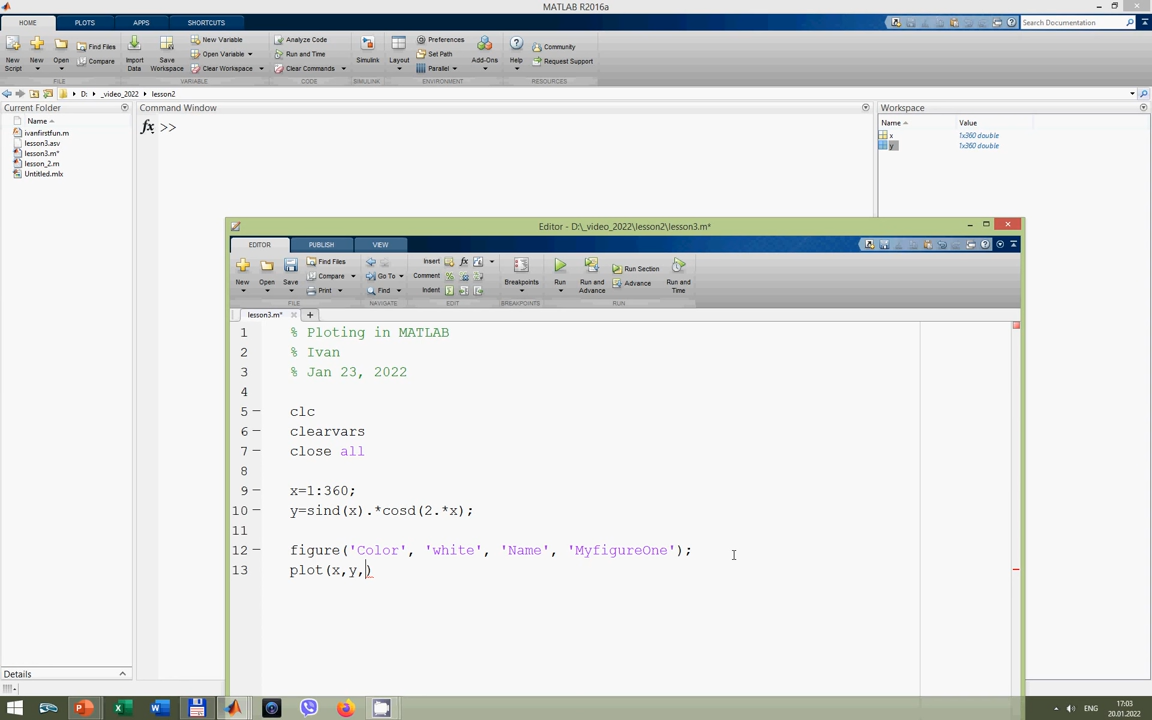 MATLAB R2016a
HOME PLOTS APPS SHORTCUTS
Search Documentation
New Script New Open Find Files Compare Import Data Save Workspace New Variable Open Variable Clear Workspace Analyze Code Run and Time Clear Commands Simulink Layout Preferences Set Path Parallel Add-Ons Help Community Request Support
FILE VARIABLE CODE SIMULINK ENVIRONMENT RESOURCES
D: _video_2022 lesson2
Current Folder Command Window Workspace
Name
ivanfirstfun.m
lesson3.asv
lesson3.m*
lesson_2.m
Untitled.mlx
fx >>
Name Value
x 1x360 double
y 1x360 double
Editor - D:\_video_2022\lesson2\lesson3.m*
EDITOR PUBLISH VIEW
New Open Save Find Files Compare Print Go To Find Insert fx Comment Indent Breakpoints Run Run and Advance Run Section Advance Run and Time
FILE NAVIGATE EDIT BREAKPOINTS RUN
lesson3.m* × +
1 % Ploting in MATLAB
2 % Ivan
3 % Jan 23, 2022
4
5 clc
6 clearvars
7 close all
8
9 x=1:360;
10 y=sind(x).*cosd(2.*x);
11
12 figure('Color', 'white', 'Name', 'MyfigureOne');
13 plot(x,y,)
Details
ENG
17:03
20.01.2022